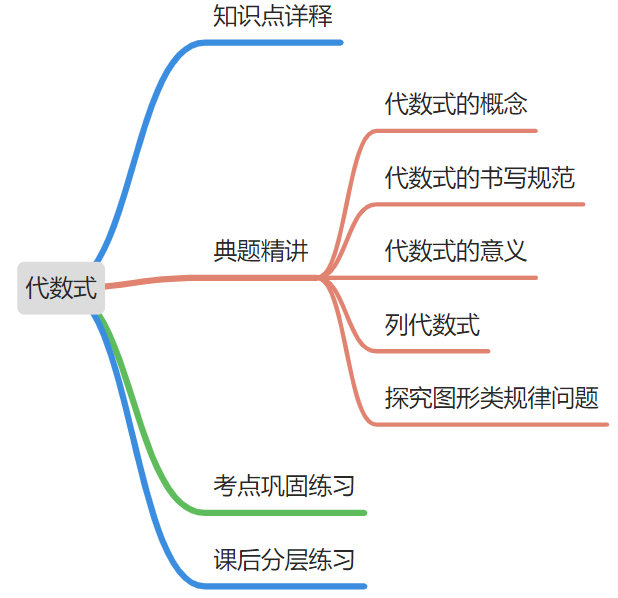 知识点详释
代数式的概念
代数式的书写规范
典题精讲
代数式的意义
代数式
列代数式
探究图形类规律问题
考点巩固练习
课后分层练习